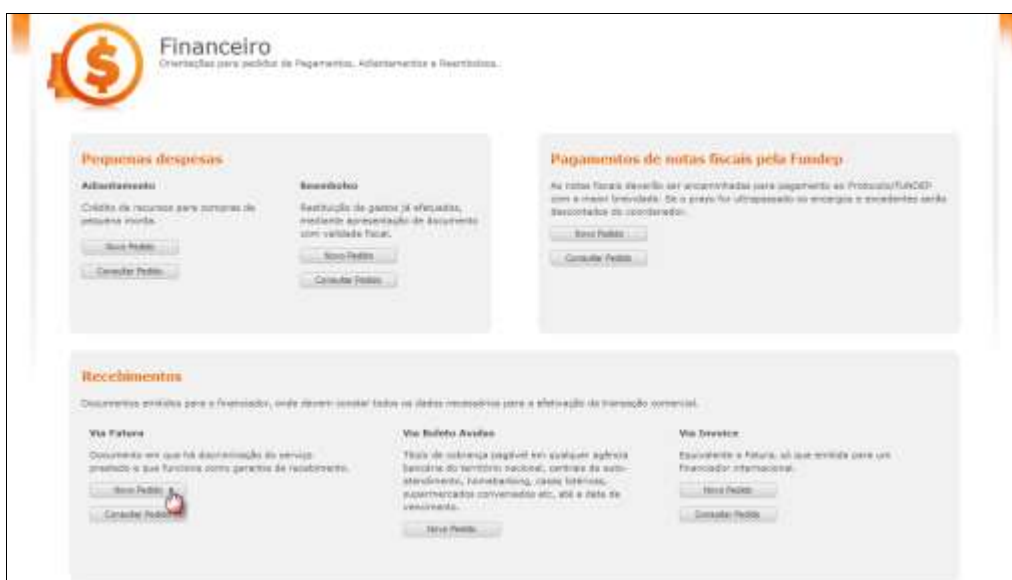 Financeiro
Orientações para pedidos de Pagamentos, Adiantamentos e Reembolsos.
Pequenas despesas
Adiantamento
Crédito de recursos para compras de
pequena monta.
Novo Pedido
Consultar Pedido
Reembolso
Restituição de gastos já efetuados,
mediante apresentação de documento
com validade fiscal.
Novo Pedido
Consultar Pedido
Pagamentos de notas fiscais pela Fundep
As notas fiscais deverão ser encaminhadas para pagamento ao Protocolo/FUNDEP
com a maior brevidade. Se o prazo for ultrapassado os encargos e excedentes serão
descontados do coordenador.
Novo Pedido
Consultar Pedido
Recebimentos
Documentos emitidos para o financiador, onde devem constar todos os dados necessários para a efetivação da transação comercial.
Via Fatura
Documento em que há discriminação do serviço
prestado e que funciona como garantia de recebimento.
Novo Pedido
Consultar Pedido
Via Boleto Avulso
Título de cobrança pagável em qualquer agência
bancária do território nacional, centrais de auto-
atendimento, homebanking, casas lotéricas,
supermercados conveniados etc, até a data de
vencimento.
Novo Pedido
Via Invoice
Equivalente a Fatura, só que emitida para um
financiador internacional.
Novo Pedido
Consultar Pedido